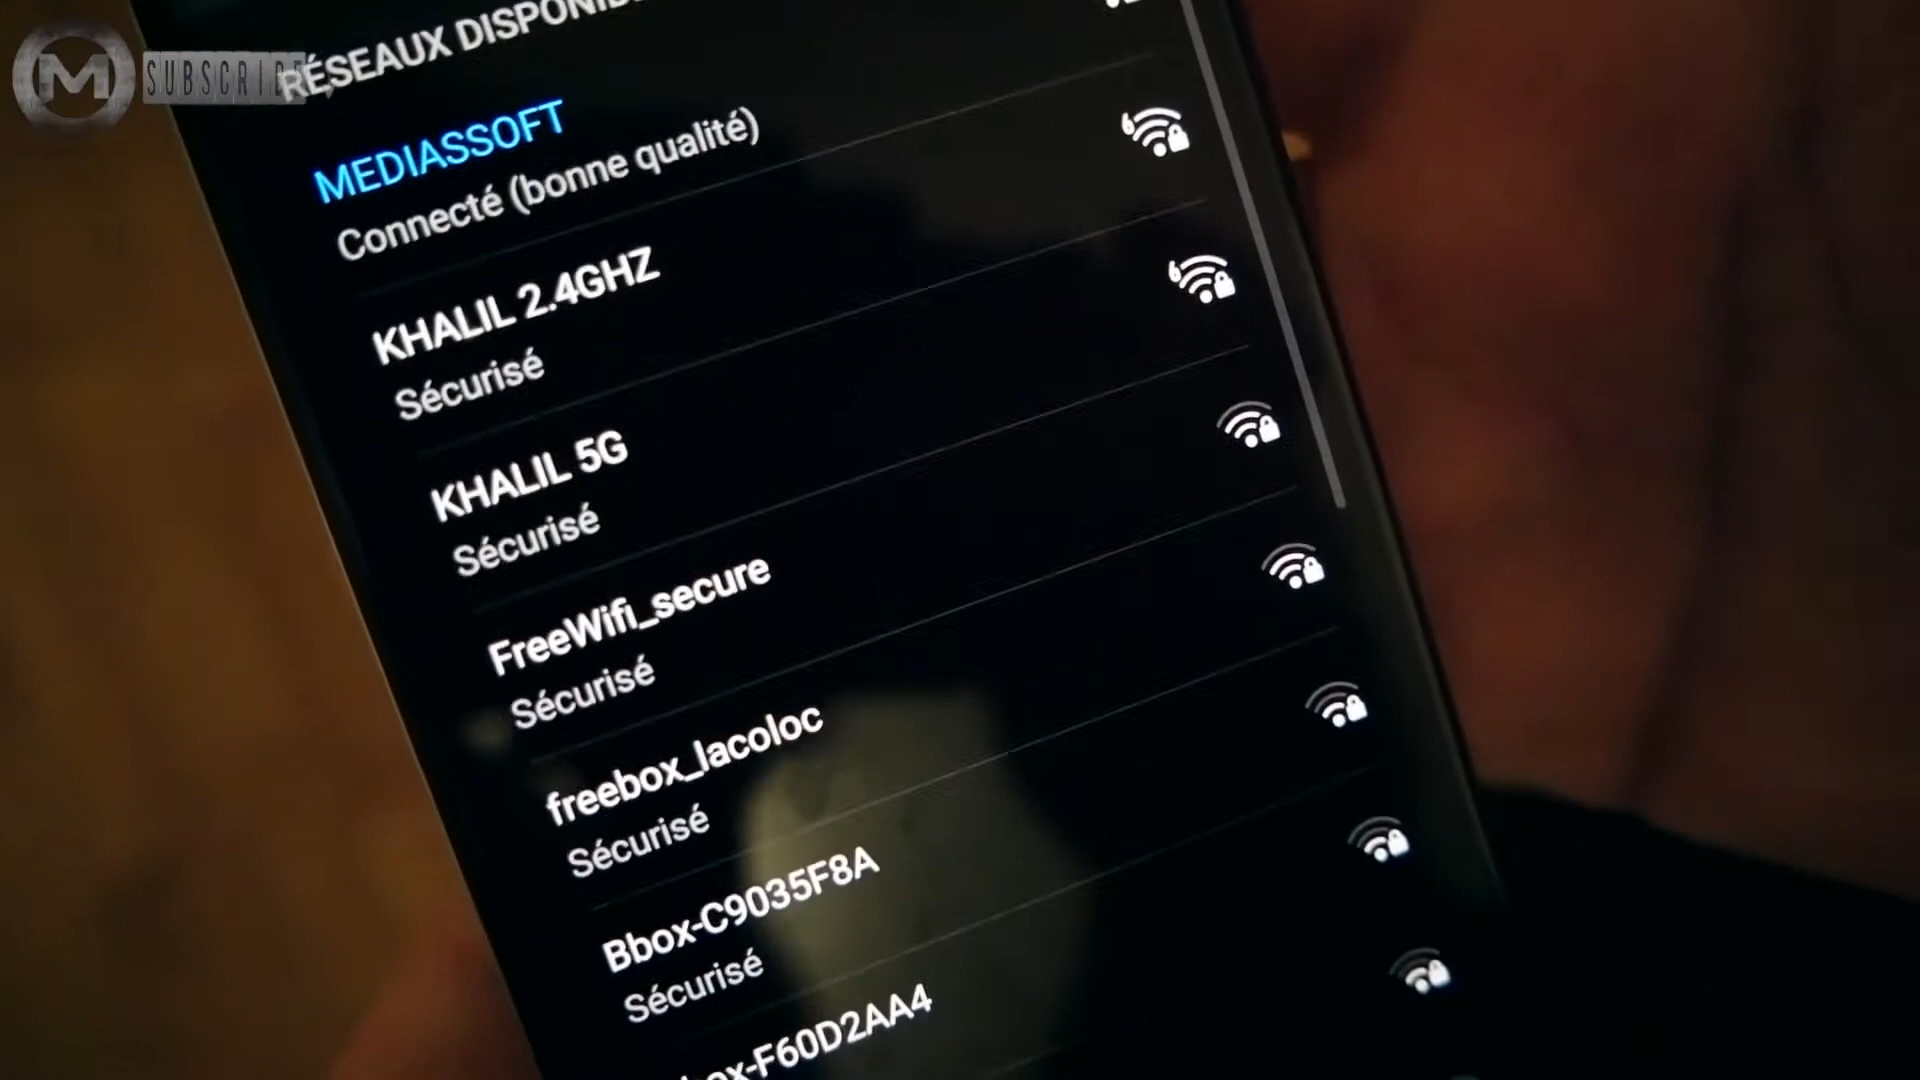 M SUBSCRIBE
RÉSEAUX
MEDIASSOFT
Connecté (bonne qualité)
KHALIL 2.4GHZ
Sécurisé
KHALIL 5G
Sécurisé
FreeWifi_secure
Sécurisé
freebox_lacoloc
Sécurisé
Bbox-C9035F8A
Sécurisé
box-F60D2AA4